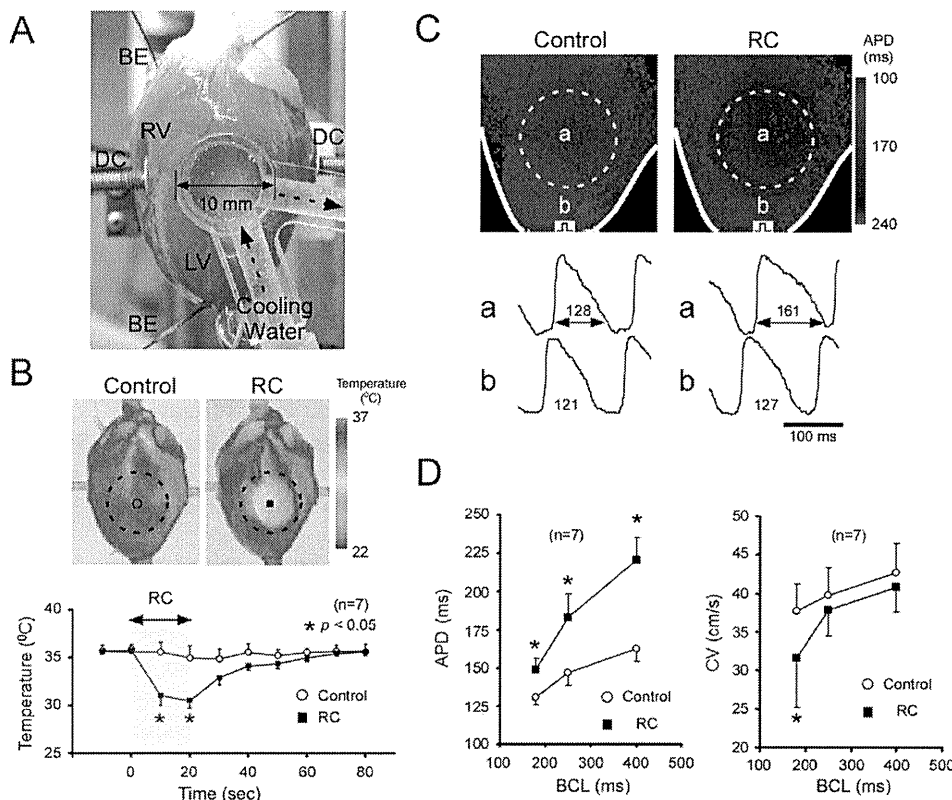 A
BE
RV
DC
DC
10 mm
LV
Cooling
Water
BE
B
Control
RC
Temperature
(⁰C)
37
22
RC
(n=7)
* p < 0.05
Temperature (⁰C)
40
35
30
25
Control
RC
*
*
0
20
40
60
80
Time (sec)
C
Control
RC
APD
(ms)
100
170
240
a
b
a
b
a
128
b
121
a
161
b
127
100 ms
D
APD (ms)
250
200
150
100
(n=7)
*
*
*
Control
RC
100
200
300
400
500
BCL (ms)
CV (cm/s)
50
45
40
35
30
25
20
(n=7)
*
Control
RC
100
200
300
400
500
BCL (ms)